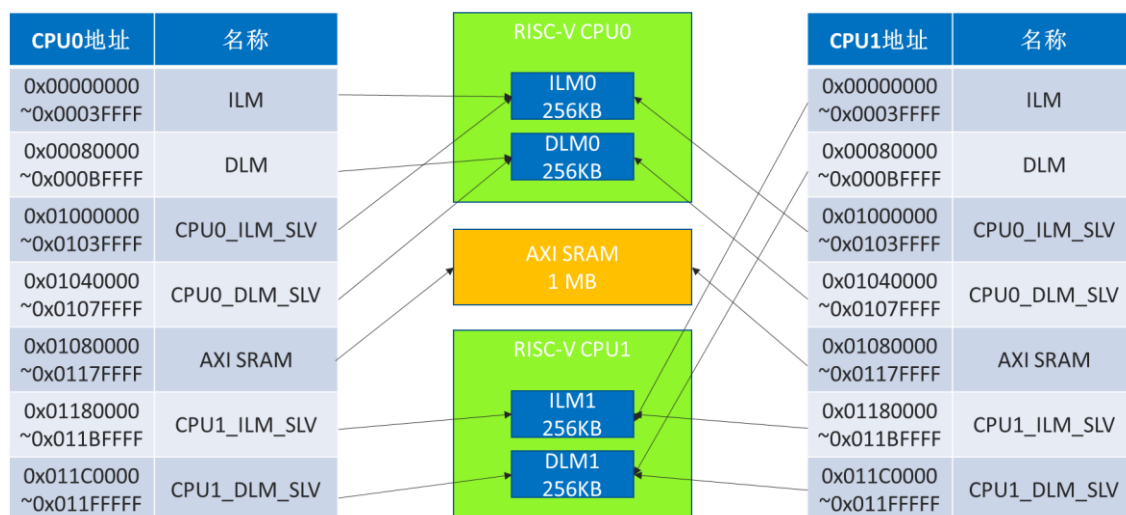 CPU0地址 名称
0x00000000
~0x0003FFFF
ILM
0x00080000
~0x000BFFFF
DLM
0x01000000
~0x0103FFFF
CPU0_ILM_SLV
0x01040000
~0x0107FFFF
CPU0_DLM_SLV
0x01080000
~0x0117FFFF
AXI SRAM
0x01180000
~0x011BFFFF
CPU1_ILM_SLV
0x011C0000
~0x011FFFFF
CPU1_DLM_SLV
RISC-V CPU0
ILM0
256KB
DLM0
256KB
AXI SRAM
1 MB
RISC-V CPU1
ILM1
256KB
DLM1
256KB
CPU1地址 名称
0x00000000
~0x0003FFFF
ILM
0x00080000
~0x000BFFFF
DLM
0x01000000
~0x0103FFFF
CPU0_ILM_SLV
0x01040000
~0x0107FFFF
CPU0_DLM_SLV
0x01080000
~0x0117FFFF
AXI SRAM
0x01180000
~0x011BFFFF
CPU1_ILM_SLV
0x011C0000
~0x011FFFFF
CPU1_DLM_SLV